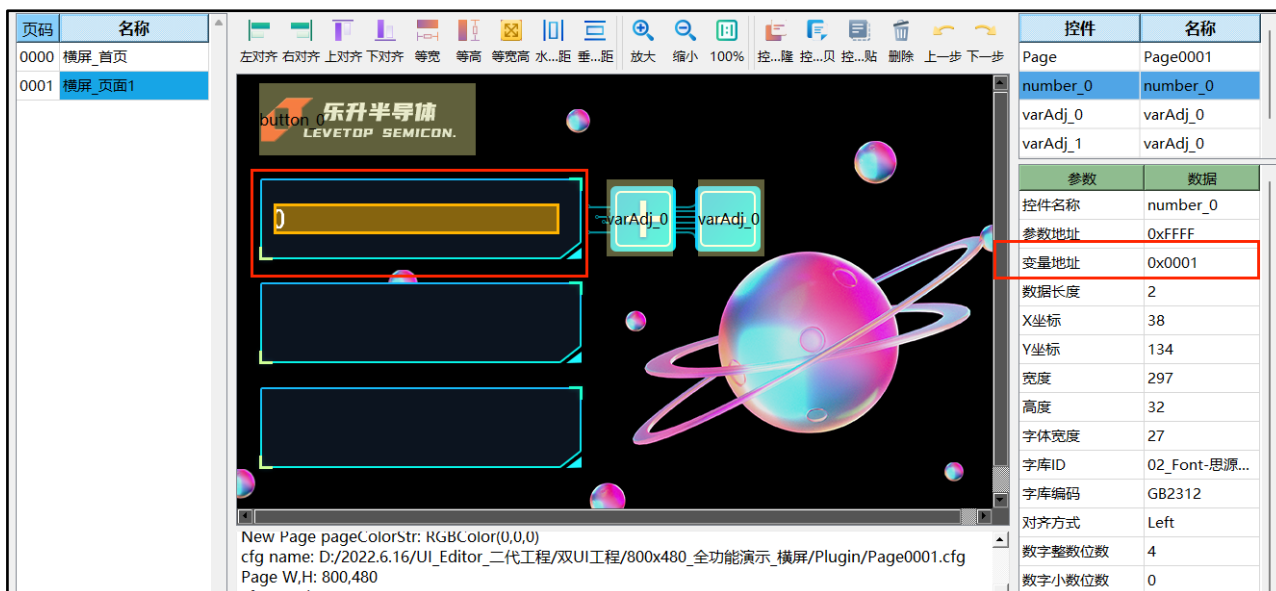 页码 名称
0000 横屏_首页
0001 横屏_页面1
左对齐 右对齐 上对齐 下对齐 等宽 等高 等宽高 水...距 垂...距 放大 缩小 100% 控...隆 控...贝 控...贴 删除 上一步 下一步
button_0
乐升半导体
LEVETOP SEMICON.
0
varAdj_0 varAdj_0
New Page pageColorStr: RGBColor(0,0,0)
cfg name: D:/2022.6.16/UI_Editor_二代工程/双UI工程/800x480_全功能演示_横屏/Plugin/Page0001.cfg
Page W,H: 800,480
控件 名称
Page Page0001
number_0 number_0
varAdj_0 varAdj_0
varAdj_1 varAdj_0
参数 数据
控件名称 number_0
参数地址 0xFFFF
变量地址 0x0001
数据长度 2
X坐标 38
Y坐标 134
宽度 297
高度 32
字体宽度 27
字库ID 02_Font-思源...
字库编码 GB2312
对齐方式 Left
数字整数位数 4
数字小数位数 0